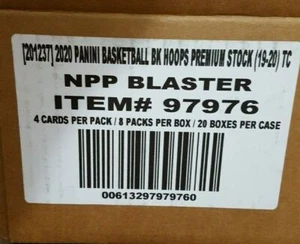 [201237] 2020 PANINI BASKETBALL BK HOOPS PREMIUM STOCK (19-20) TC
NPP BLASTER
ITEM# 97976
4 CARDS PER PACK / 8 PACKS PER BOX / 20 BOXES PER CASE
00613297979760